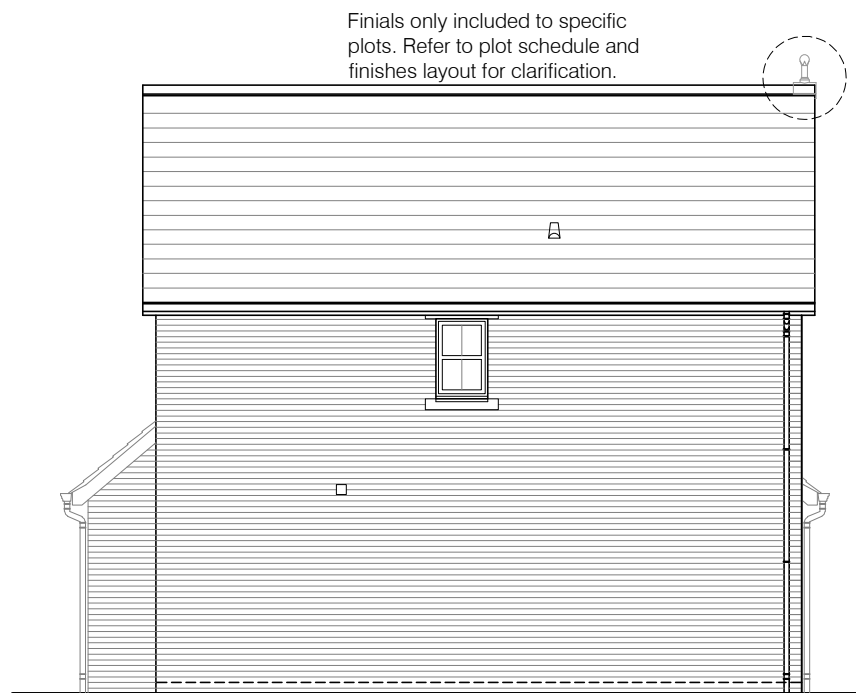 Finials only included to specific
plots. Refer to plot schedule and
finishes layout for clarification.